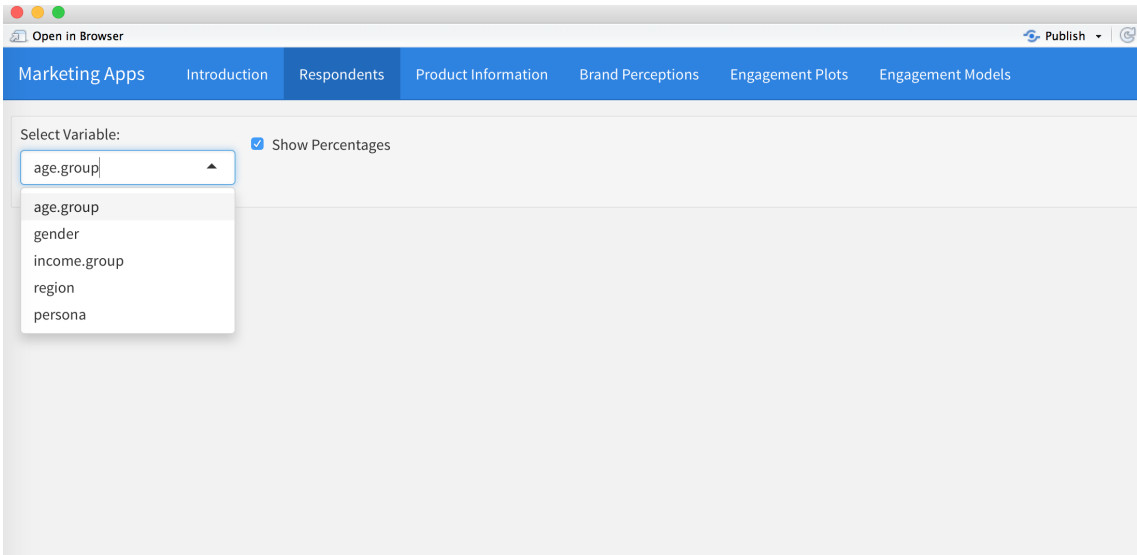 Open in Browser
Publish
Marketing Apps Introduction Respondents Product Information Brand Perceptions Engagement Plots Engagement Models
Select Variable:
Show Percentages
age.group
age.group
gender
income.group
region
persona